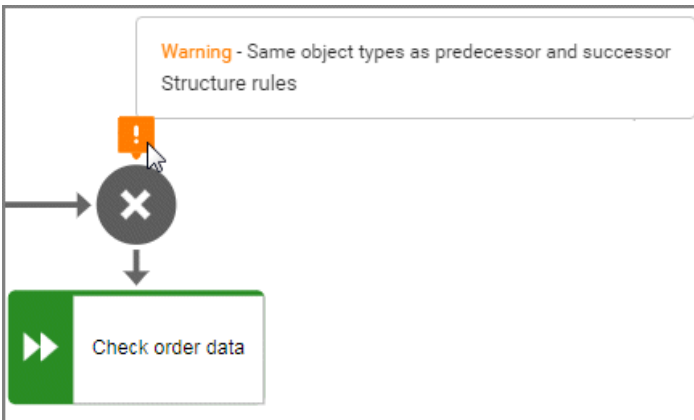 Warning - Same object types as predecessor and successor
Structure rules
Check order data